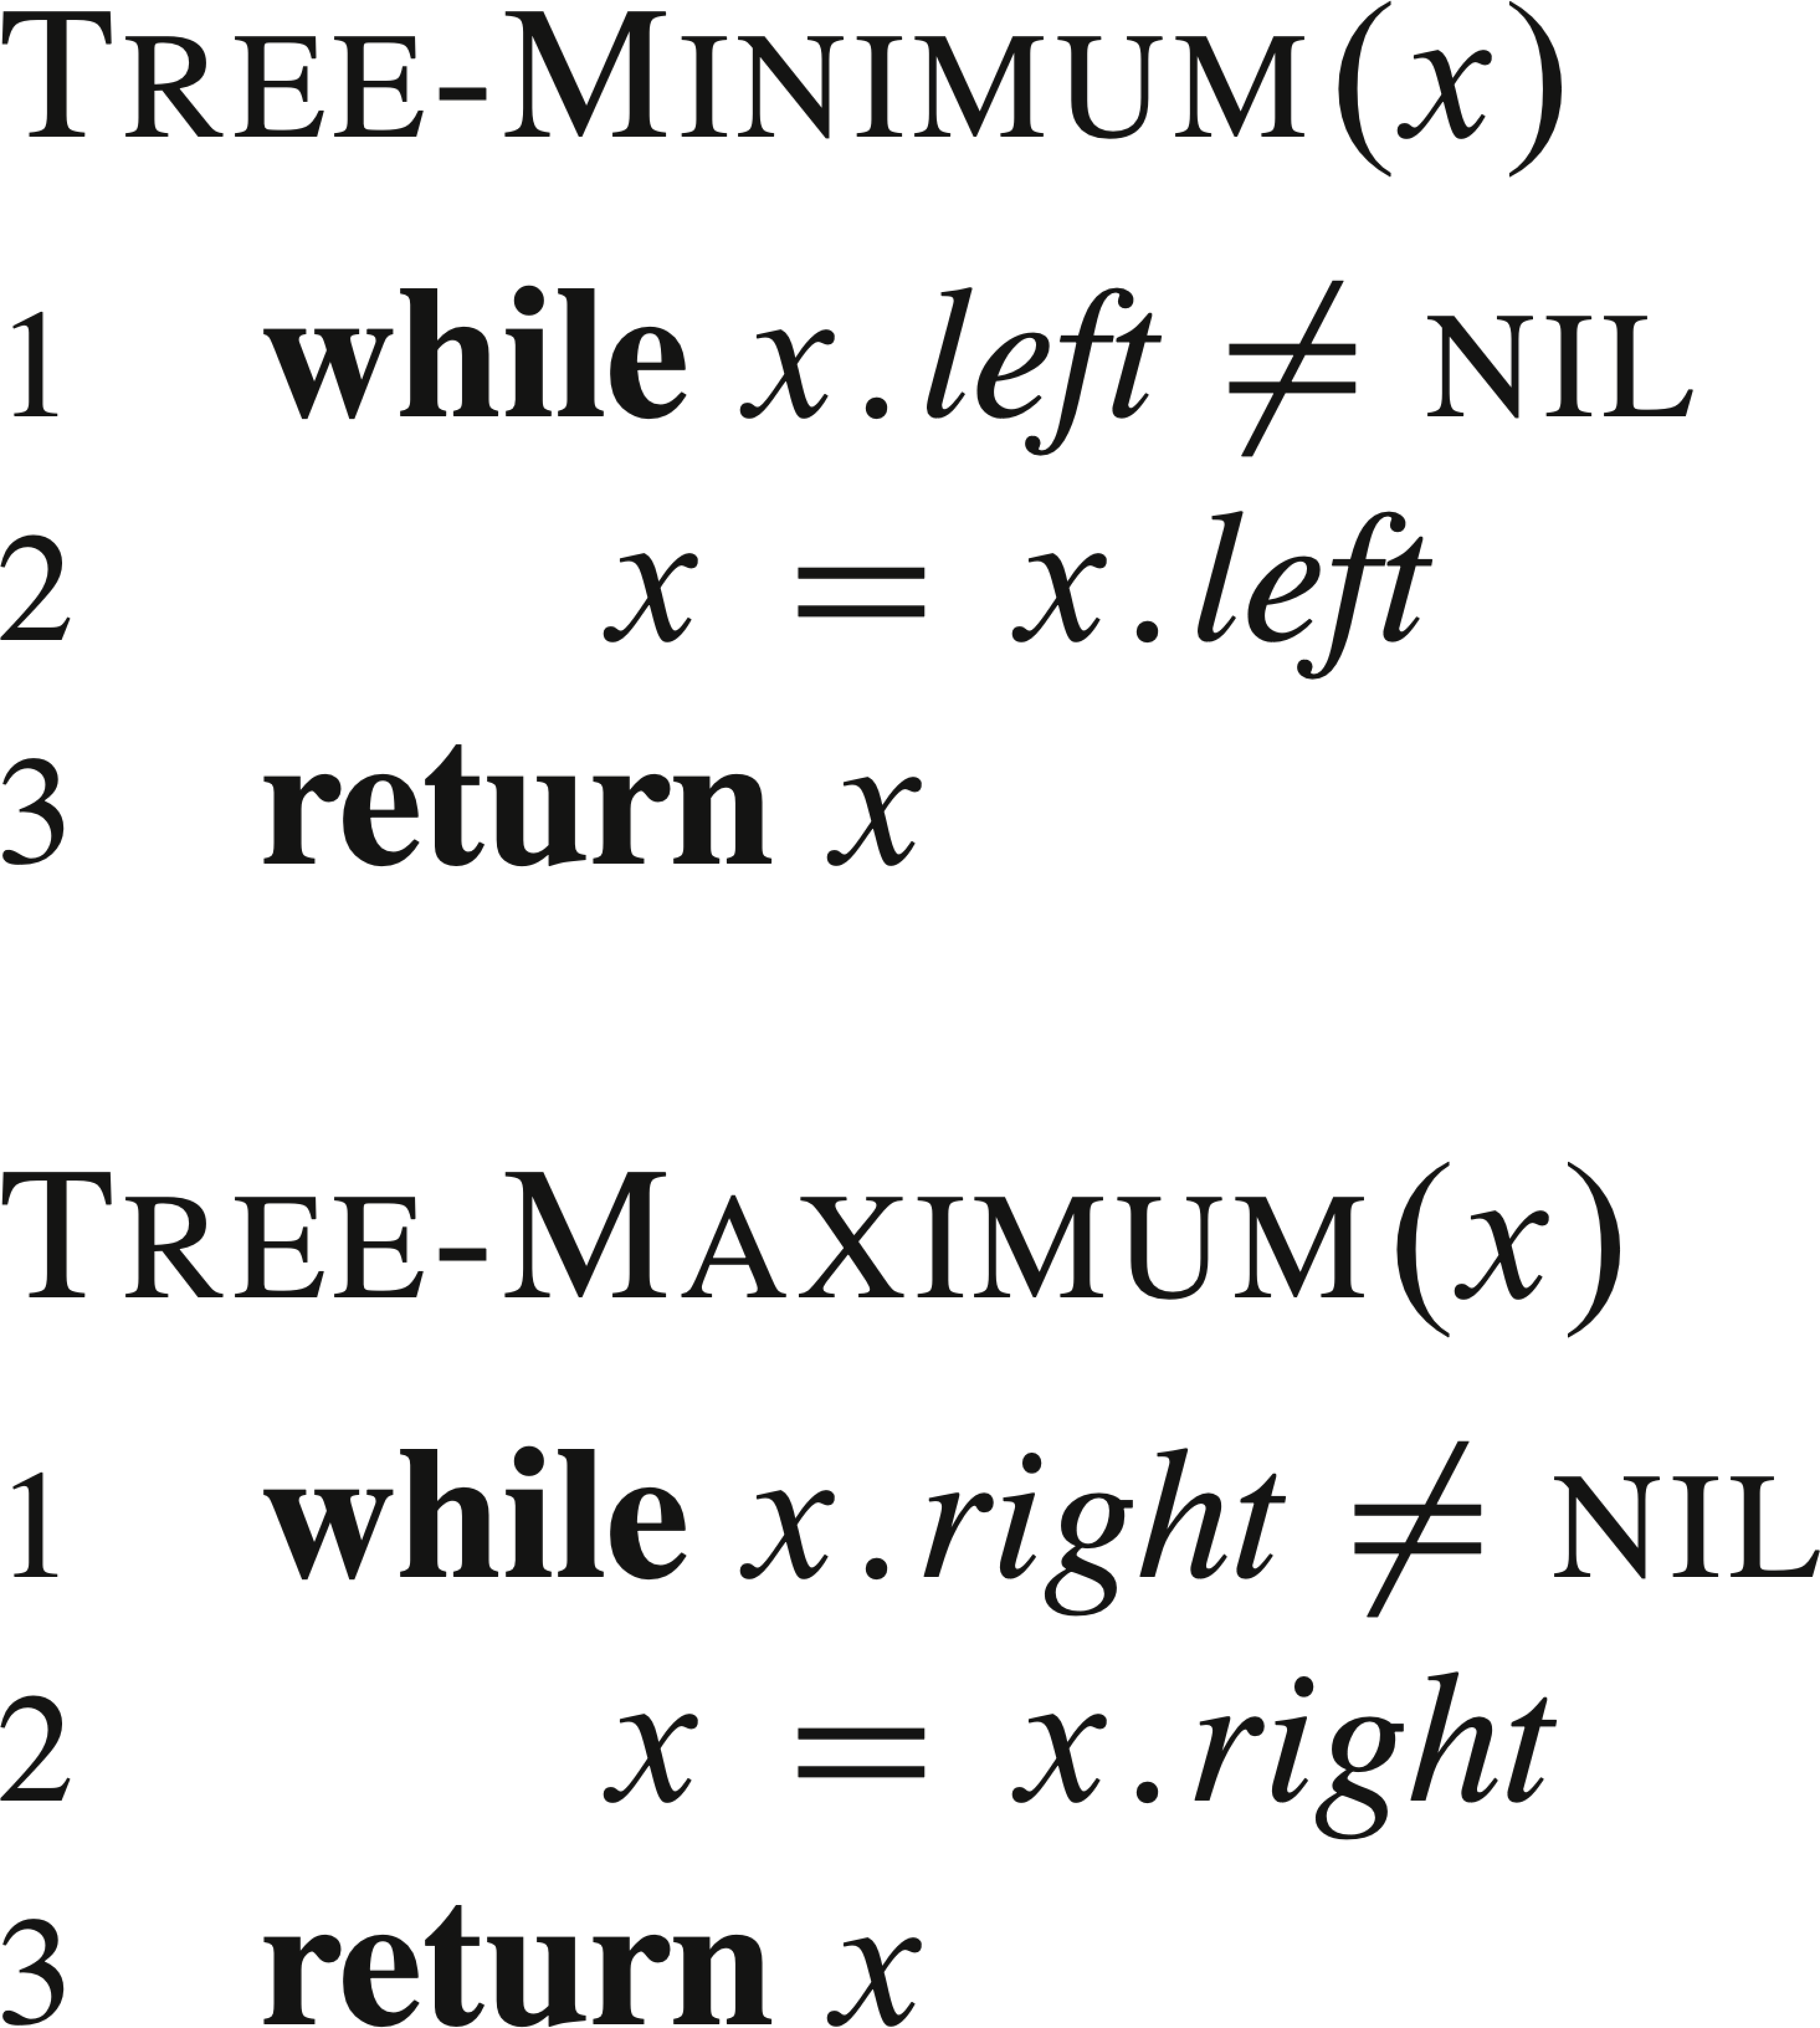 TREE-MINIMUM(x)
1 while x.left ≠ NIL
2 x = x.left
3 return x
TREE-MAXIMUM(x)
1 while x.right ≠ NIL
2 x = x.right
3 return x